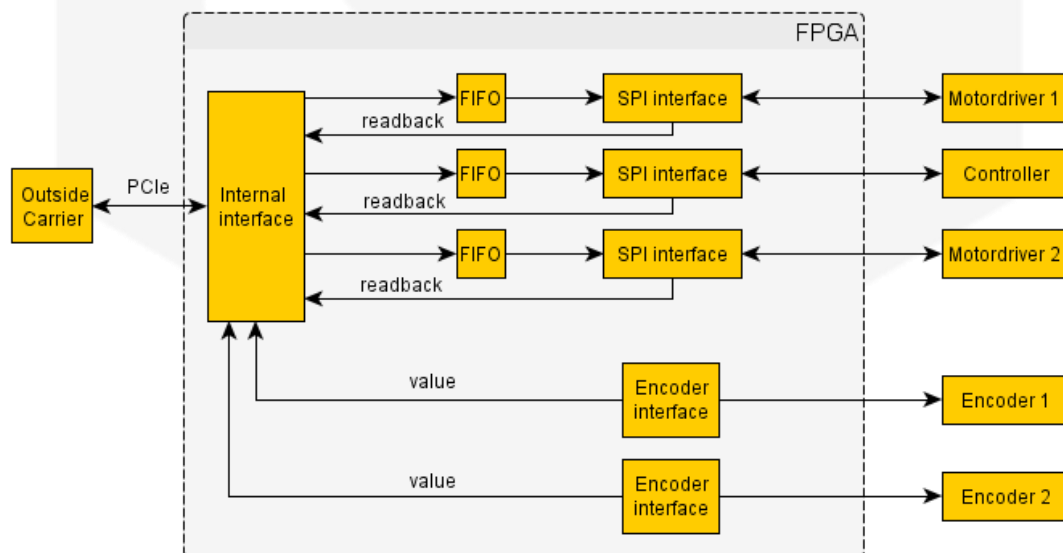 FPGA
FIFO
SPI interface
Motordriver 1
readback
FIFO
SPI interface
Controller
PCIe
Outside
Carrier
Internal
interface
readback
FIFO
SPI interface
Motordriver 2
readback
value
Encoder
interface
Encoder 1
value
Encoder
interface
Encoder 2